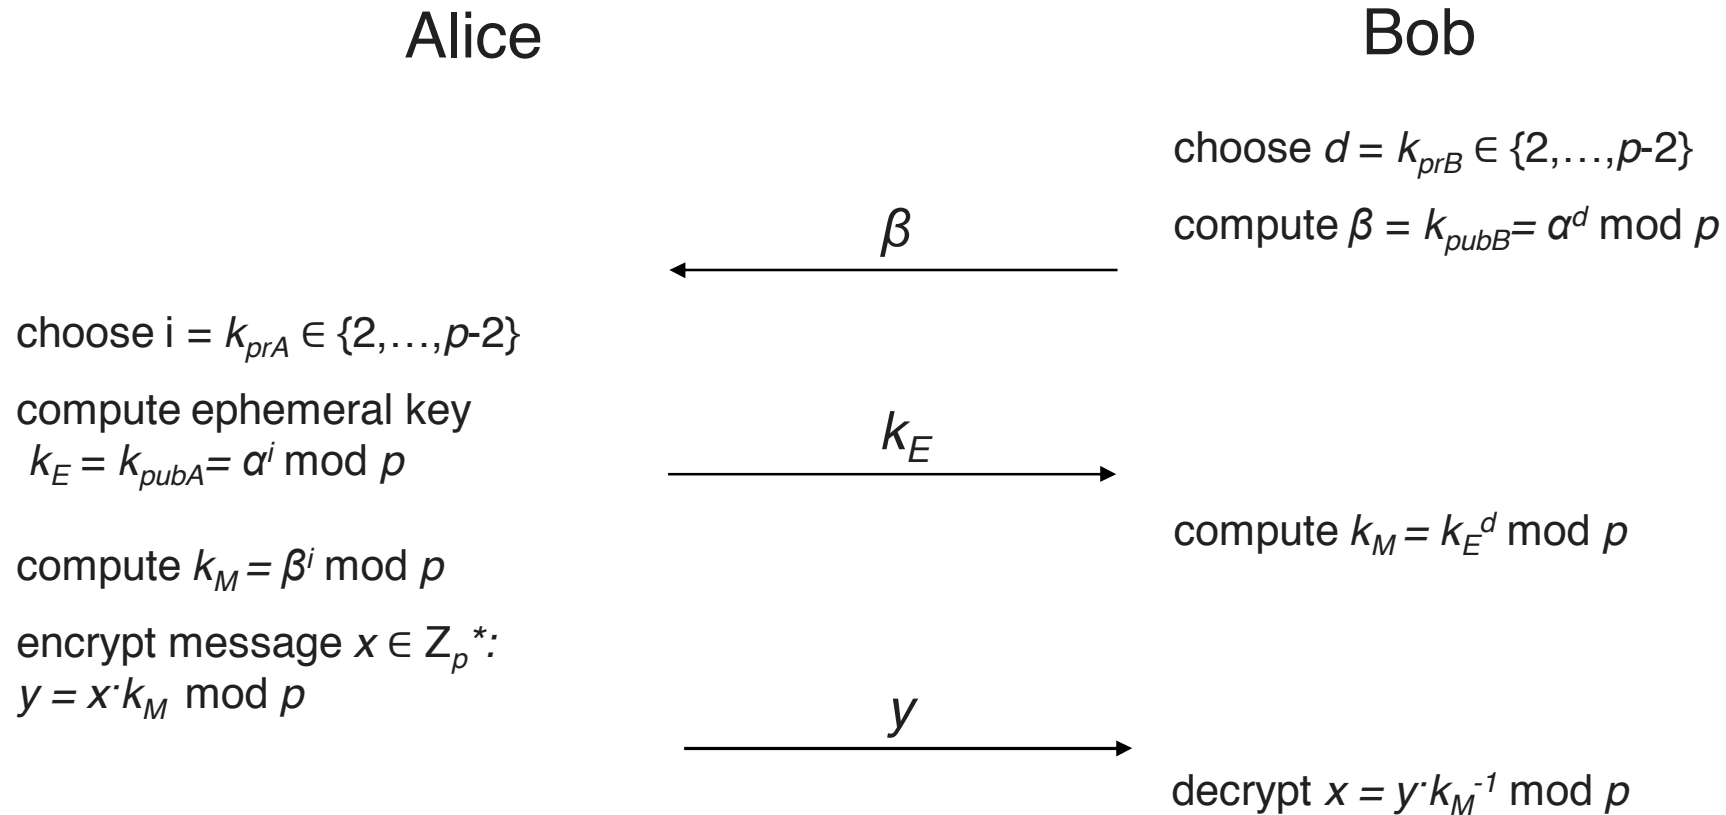 Alice
Bob
choose d = k_prB ∈ {2,…,p-2}
compute β = k_pubB= α^d mod p
β
choose i = k_prA ∈ {2,…,p-2}
compute ephemeral key
k_E = k_pubA= α^i mod p
k_E
compute k_M = k_E^d mod p
compute k_M = β^i mod p
encrypt message x ∈ Z_p^*:
y = x·k_M mod p
y
decrypt x = y·k_M^-1 mod p